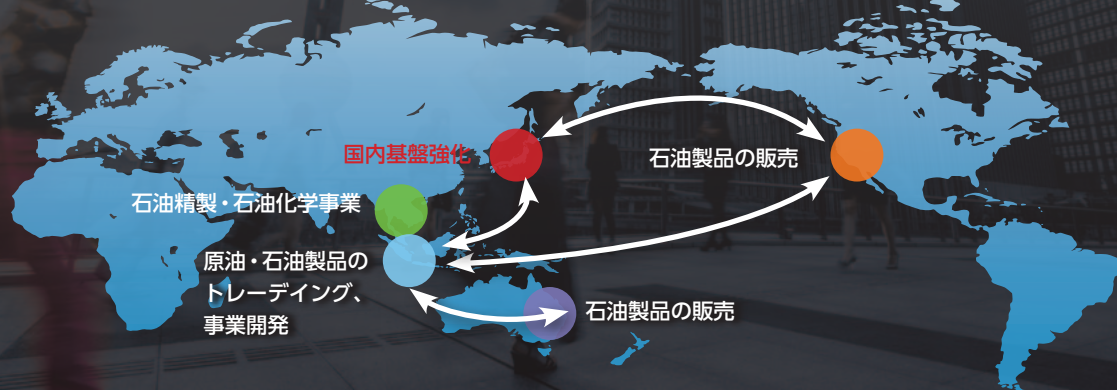 国内基盤強化
石油製品の販売
石油精製・石油化学事業
原油・石油製品の
トレーデイング、
事業開発
石油製品の販売